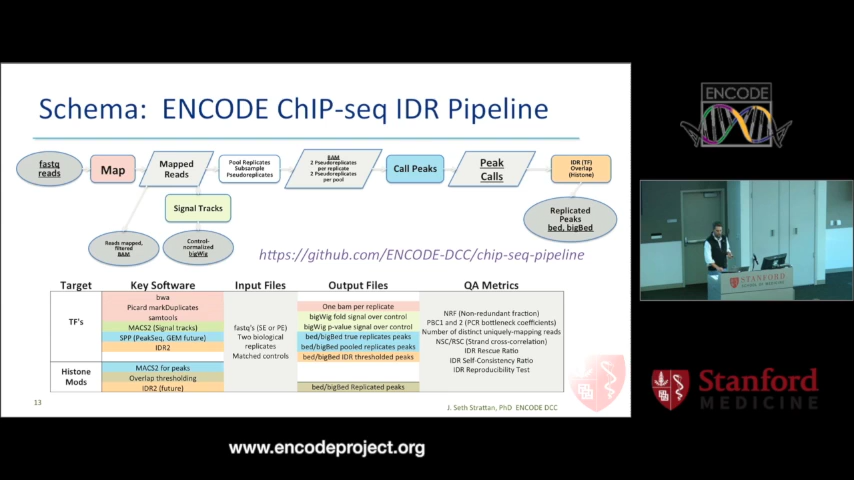 Schema: ENCODE ChIP-seq IDR Pipeline
fastq
reads
Map
Mapped
Reads
Pool Replicates
Subsample
Pseudoreplicates
BAM
2 Pseudoreplicates
per replicate
2 Pseudoreplicates
per pool
Call Peaks
Peak
Calls
IDR (TF)
Overlap
(Histone)
Signal Tracks
Reads mapped,
filtered
BAM
Control-
normalized
bigWig
Replicated
Peaks
bed, bigBed
https://github.com/ENCODE-DCC/chip-seq-pipeline
Target Key Software Input Files Output Files QA Metrics
TF's
bwa
Picard markDuplicates
samtools
MACS2 (Signal tracks)
SPP (PeakSeq, GEM future)
IDR2
fastq's (SE or PE)
Two biological
replicates
Matched controls
One bam per replicate
bigWig fold signal over control
bigWig p-value signal over control
bed/bigBed true replicates peaks
bed/bigBed pooled replicates peaks
bed/bigBed IDR thresholded peaks
NRF (Non-redundant fraction)
PBC1 and 2 (PCR bottleneck coefficients)
Number of distinct uniquely-mapping reads
NSC/RSC (Strand cross-correlation)
IDR Rescue Ratio
IDR Self-Consistency Ratio
IDR Reproducibility Test
Histone
Mods
MACS2 for peaks
Overlap thresholding
IDR2 (future)
bed/bigBed Replicated peaks
13
J. Seth Strattan, PhD ENCODE DCC
ENCODE
STANFORD
Stanford
MEDICINE
www.encodeproject.org